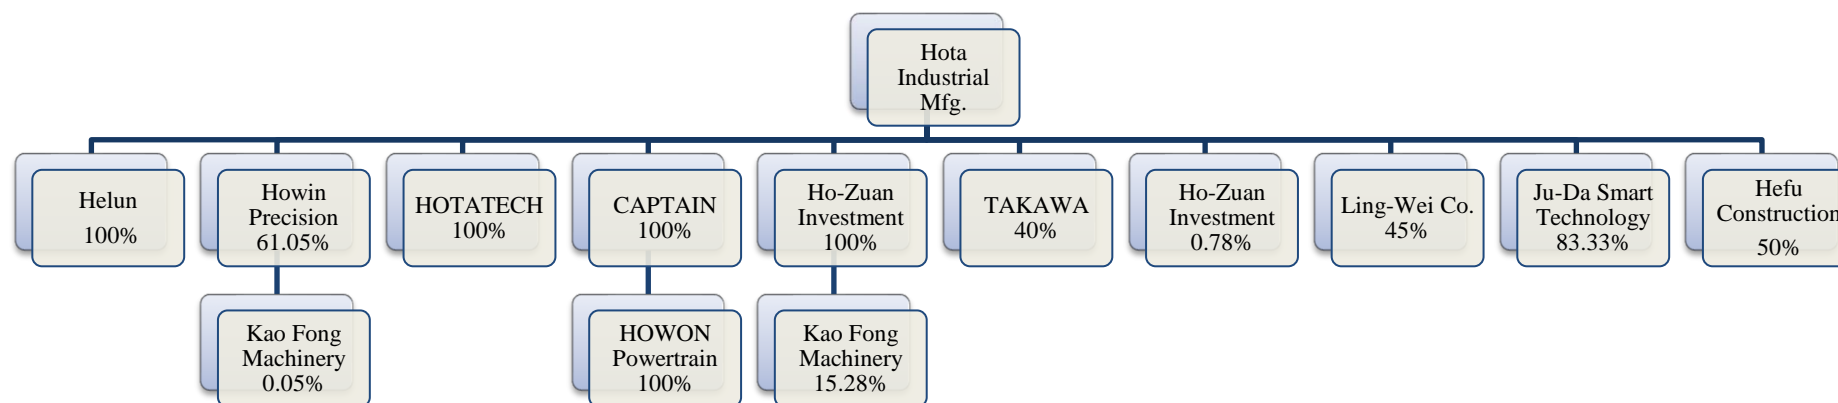 Hota
Industrial
Mfg.
Helun
100%
Howin
Precision
61.05%
HOTATECH
100%
CAPTAIN
100%
Ho-Zuan
Investment
100%
TAKAWA
40%
Ho-Zuan
Investment
0.78%
Ling-Wei Co.
45%
Ju-Da Smart
Technology
83.33%
Hefu
Construction
50%
Kao Fong
Machinery
0.05%
HOWON
Powertrain
100%
Kao Fong
Machinery
15.28%